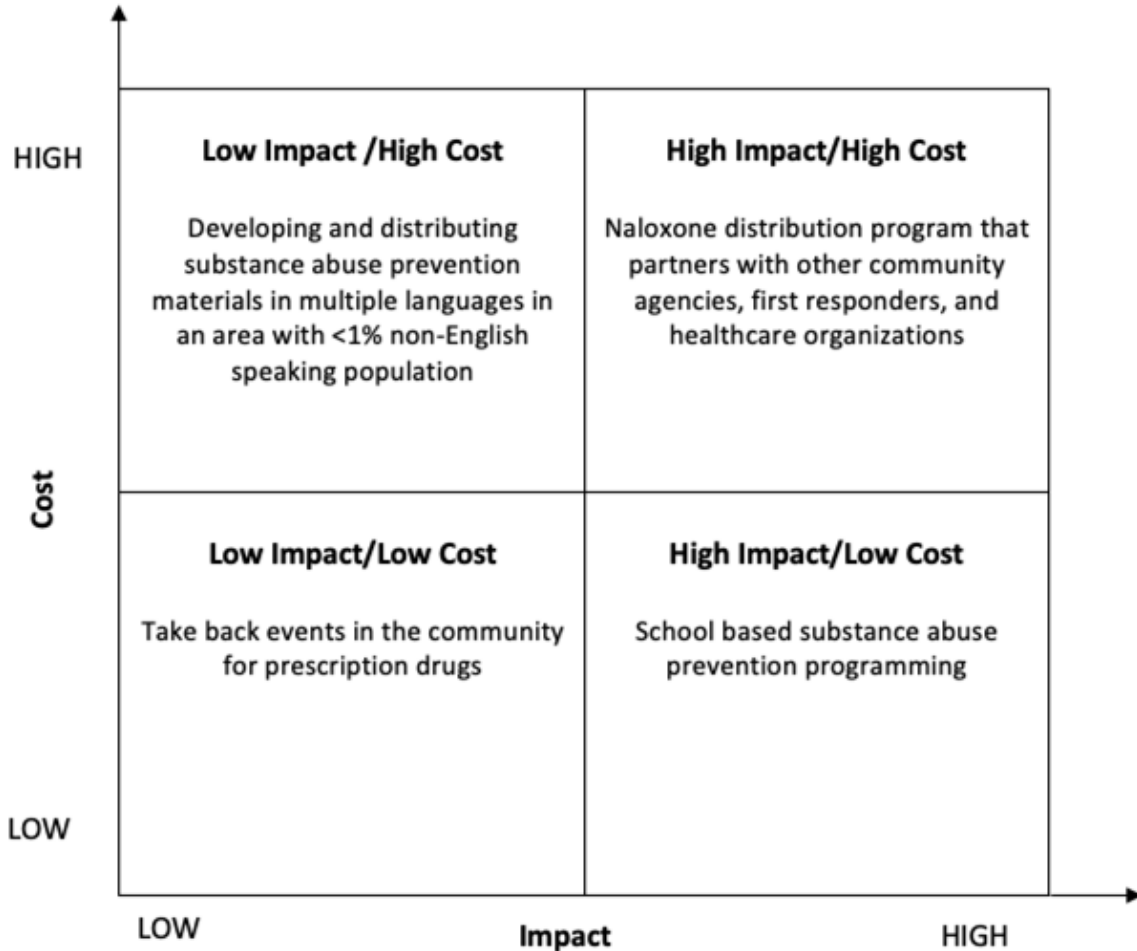 HIGH
Low Impact /High Cost
Developing and distributing
substance abuse prevention
materials in multiple languages in
an area with <1% non-English
speaking population
High Impact/High Cost
Naloxone distribution program that
partners with other community
agencies, first responders, and
healthcare organizations
Cost
Low Impact/Low Cost
Take back events in the community
for prescription drugs
High Impact/Low Cost
School based substance abuse
prevention programming
LOW
LOW
Impact
HIGH